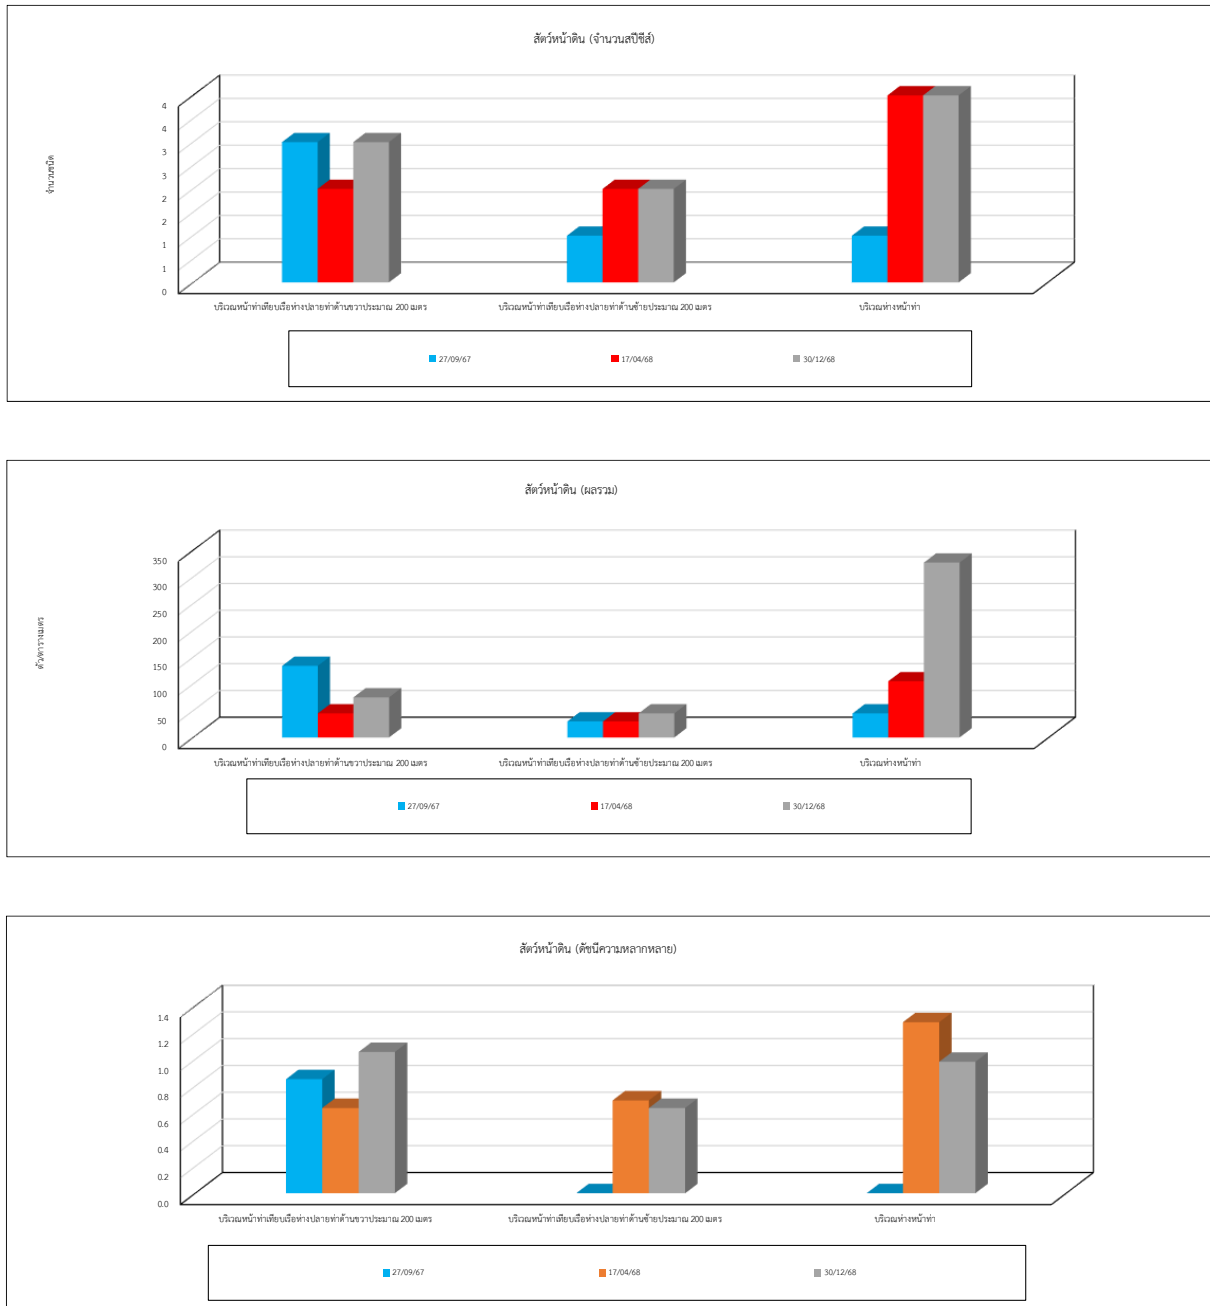 สัตว์หน้าดิน (จำนวนสปีชีส์)
จำนวนชนิด
4
4
3
3
2
2
1
1
0
บริเวณหน้าท่าเทียบเรือห่างปลายท่าด้านขวาประมาณ 200 เมตร บริเวณหน้าท่าเทียบเรือห่างปลายท่าด้านซ้ายประมาณ 200 เมตร บริเวณห่างหน้าท่า
27/09/67 17/04/68 30/12/68
สัตว์หน้าดิน (ผลรวม)
ตัว/ตารางเมตร
350
300
250
200
150
100
50
0
บริเวณหน้าท่าเทียบเรือห่างปลายท่าด้านขวาประมาณ 200 เมตร บริเวณหน้าท่าเทียบเรือห่างปลายท่าด้านซ้ายประมาณ 200 เมตร บริเวณห่างหน้าท่า
27/09/67 17/04/68 30/12/68
สัตว์หน้าดิน (ดัชนีความหลากหลาย)
1.4
1.2
1.0
0.8
0.6
0.4
0.2
0.0
บริเวณหน้าท่าเทียบเรือห่างปลายท่าด้านขวาประมาณ 200 เมตร บริเวณหน้าท่าเทียบเรือห่างปลายท่าด้านซ้ายประมาณ 200 เมตร บริเวณห่างหน้าท่า
27/09/67 17/04/68 30/12/68